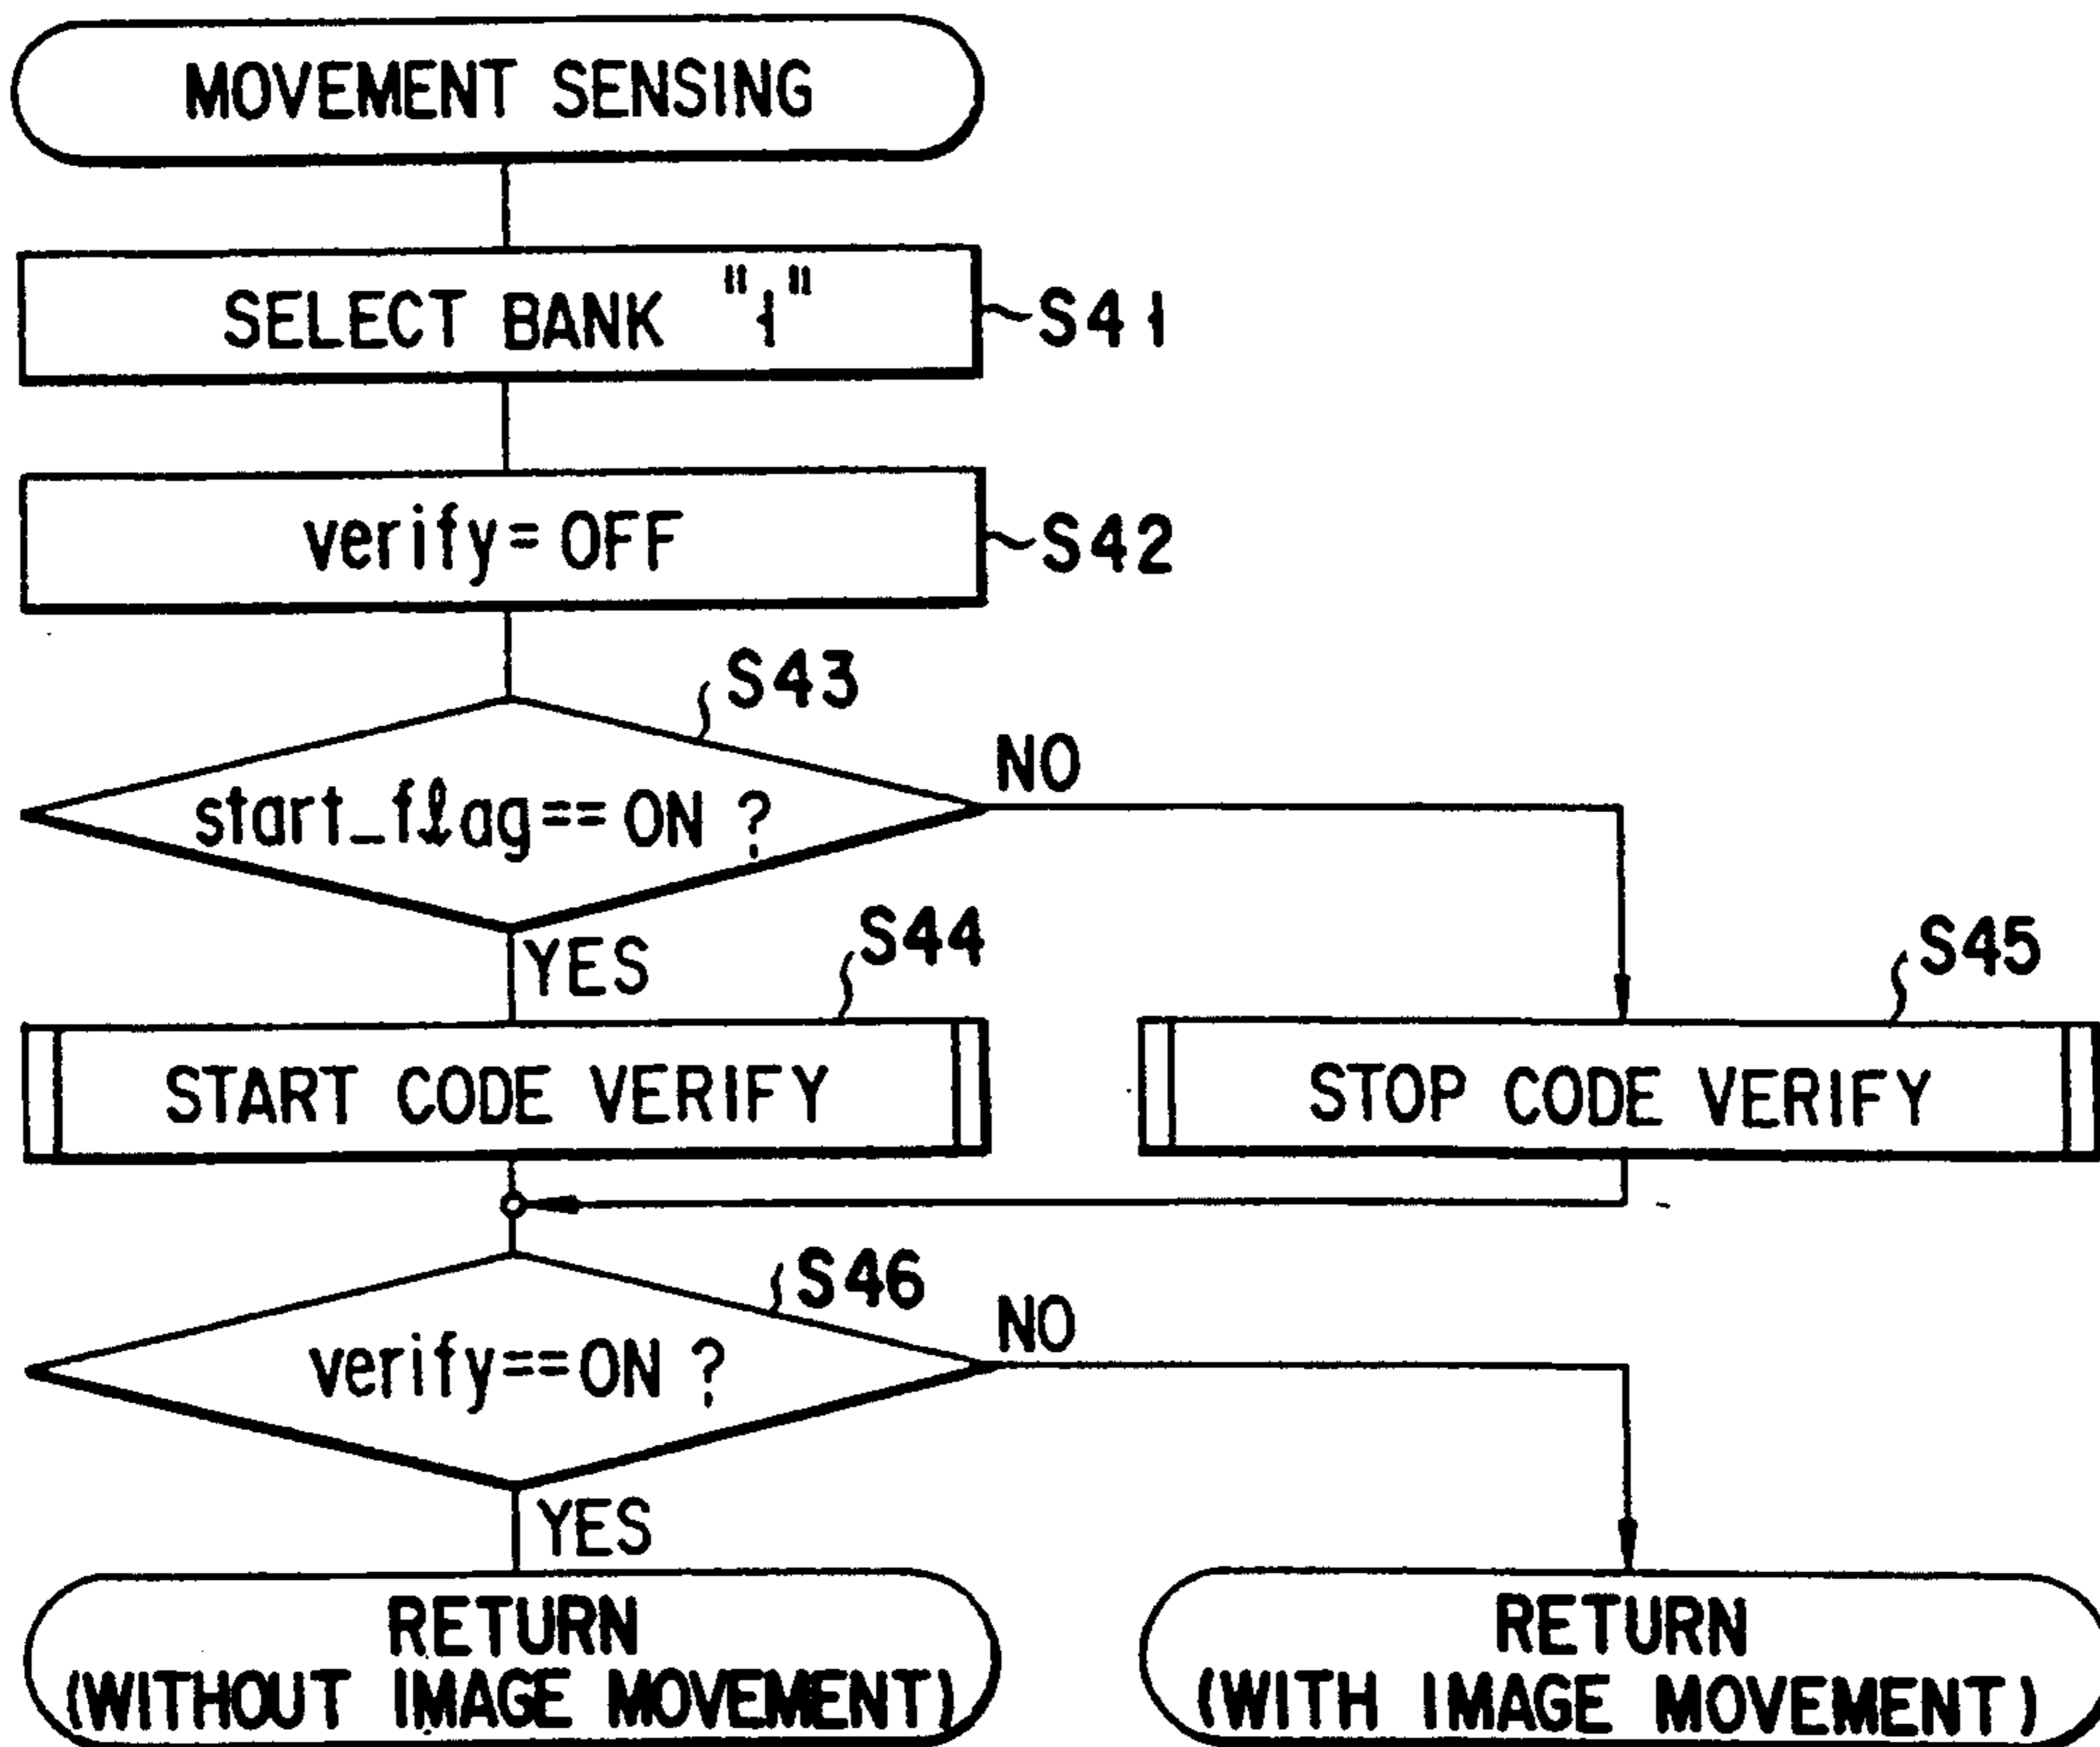 MOVEMENT SENSING
SELECT BANK "1"
S41
verify=OFF
S42
S43
start_flag==ON ?
NO
YES
S44
S45
START CODE VERIFY
STOP CODE VERIFY
S46
verify==ON ?
NO
YES
RETURN
(WITHOUT IMAGE MOVEMENT)
RETURN
(WITH IMAGE MOVEMENT)